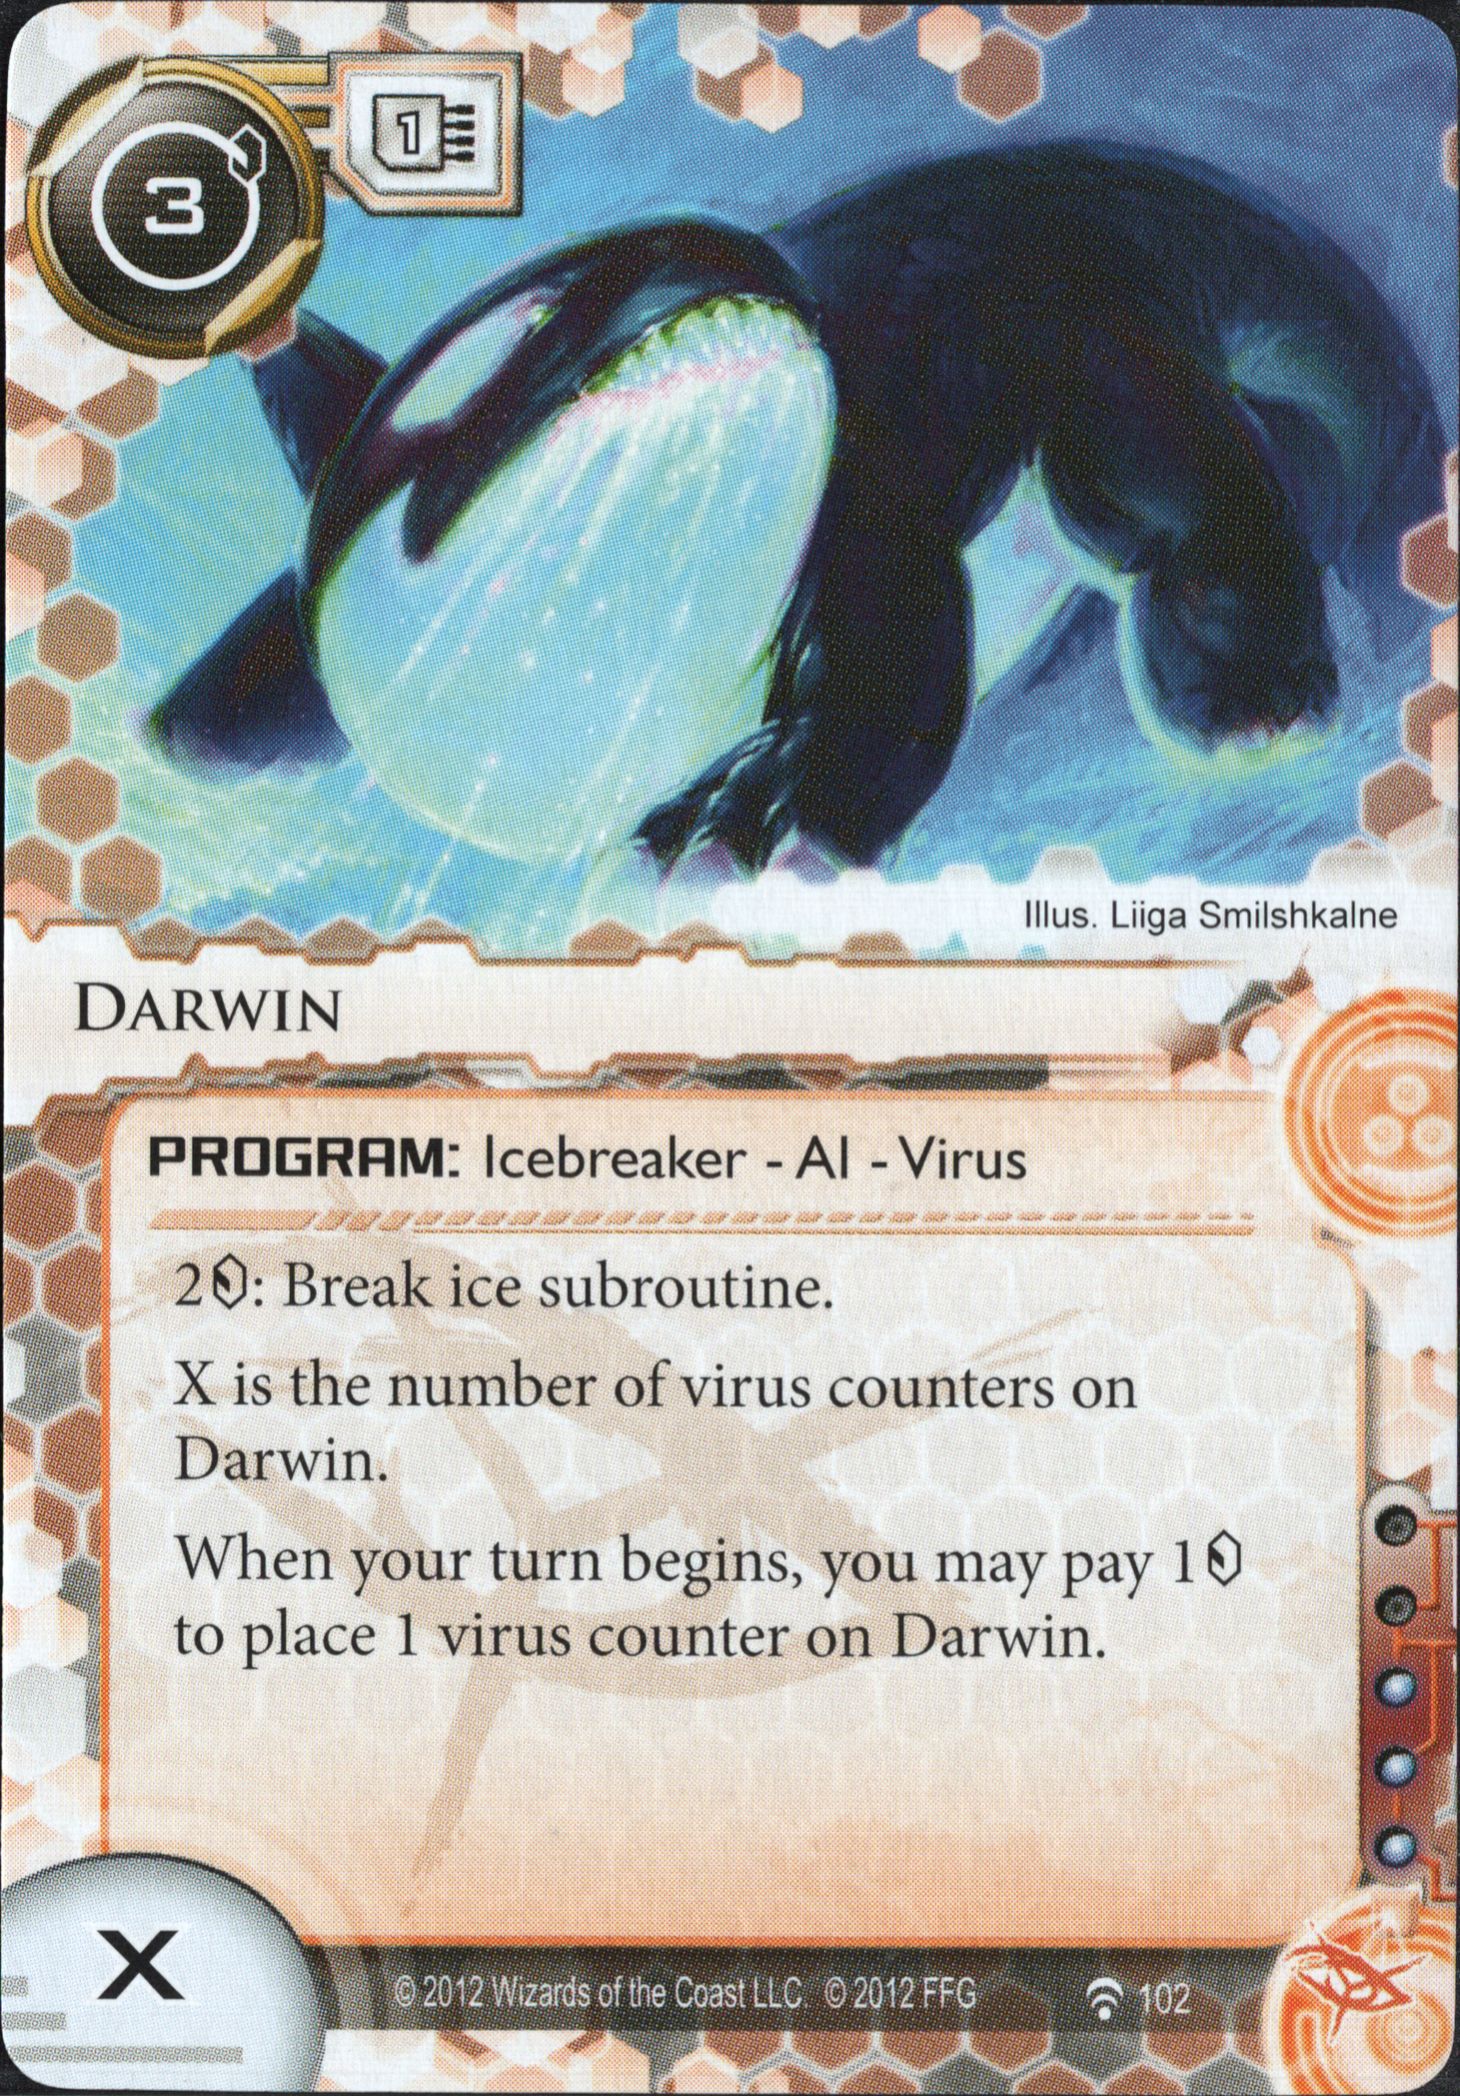 3
1
Illus. Liiga Smilshkalne
DARWIN
PROGRAM: Icebreaker - AI - Virus
2: Break ice subroutine.
X is the number of virus counters on
Darwin.
When your turn begins, you may pay 1
to place 1 virus counter on Darwin.
X
© 2012 Wizards of the Coast LLC. © 2012 FFG
102